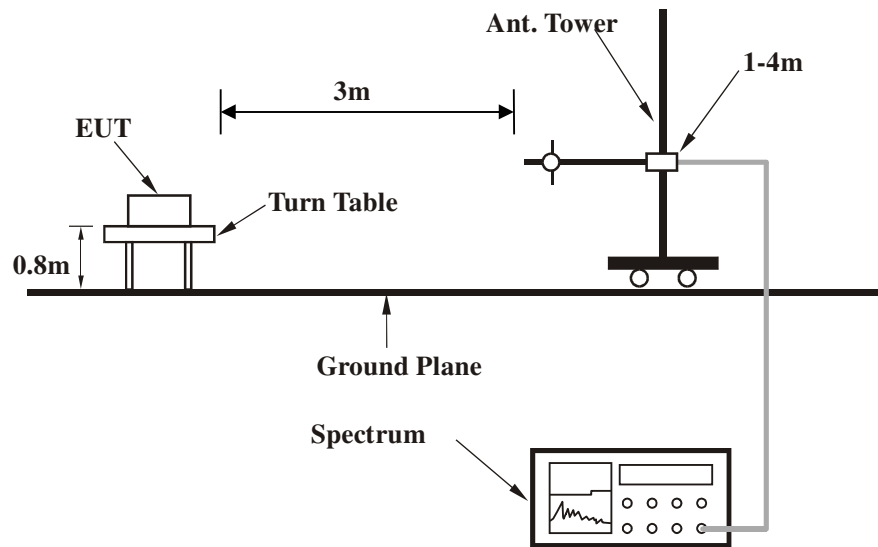 Ant. Tower
1-4m
3m
EUT
Turn Table
0.8m
Ground Plane
Spectrum